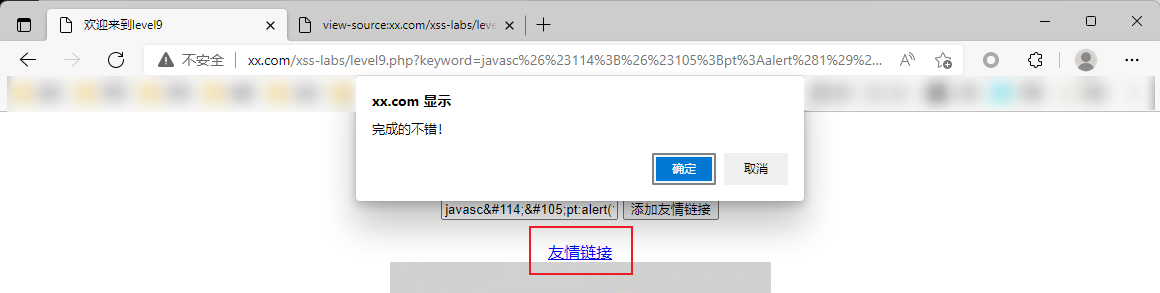 欢迎来到level9
view-source:xx.com/xss-labs/leve
不安全
xx.com/xss-labs/level9.php?keyword=javasc%26%23114%3B%26%23105%3Bpt%3Aalert%281%29%2...
xx.com 显示
完成的不错！
确定 取消
javasc&#114;&#105;pt:alert('
添加友情链接
友情链接